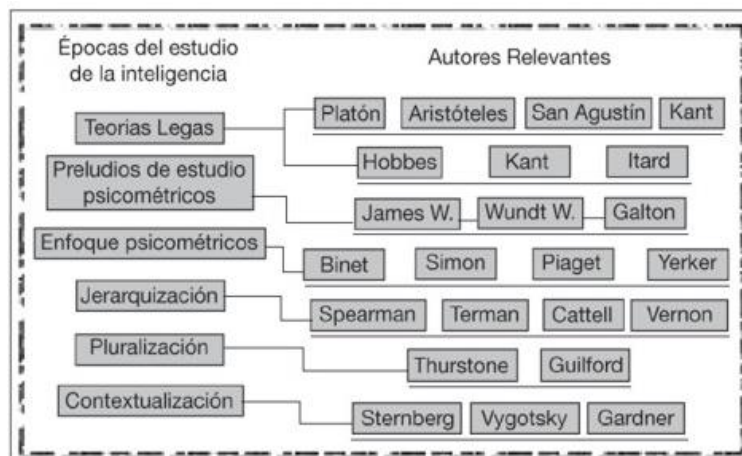 Épocas del estudio
de la inteligencia
Autores Relevantes
Teorias Legas
Platón Aristóteles San Agustín Kant
Hobbes Kant Itard
Preludios de estudio
psicométricos
James W. Wundt W. Galton
Enfoque psicométricos
Binet Simon Piaget Yerker
Jerarquización
Spearman Terman Cattell Vernon
Pluralización
Thurstone Guilford
Contextualización
Sternberg Vygotsky Gardner